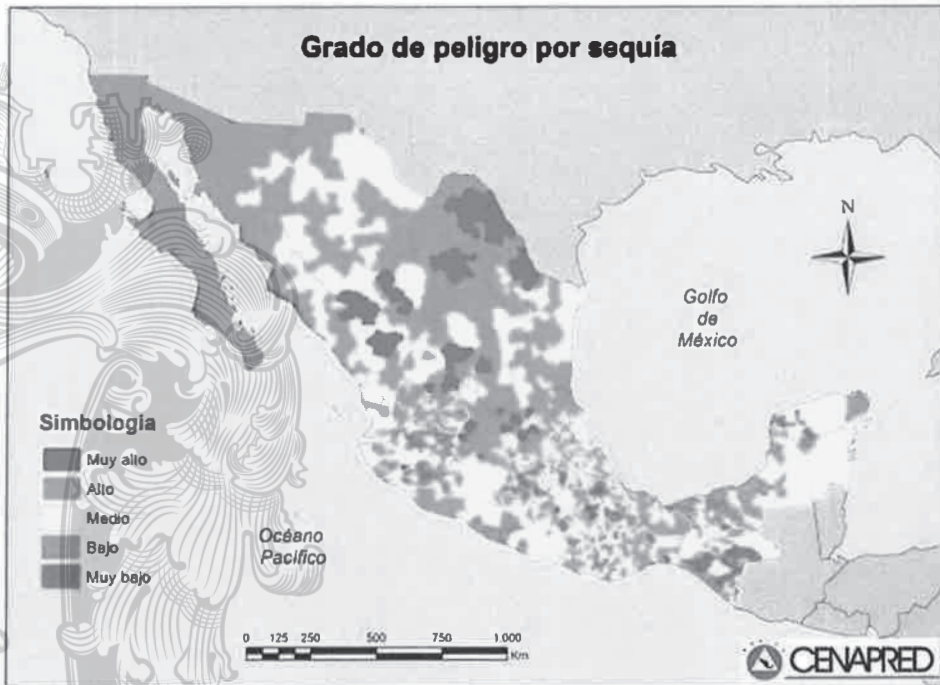 Grado de peligro por sequía
N
Golfo
de
México
Simbología
Muy alto
Alto
Medio
Bajo
Muy bajo
Océano
Pacífico
0 125 250 500 750 1,000
Km
CENAPRED